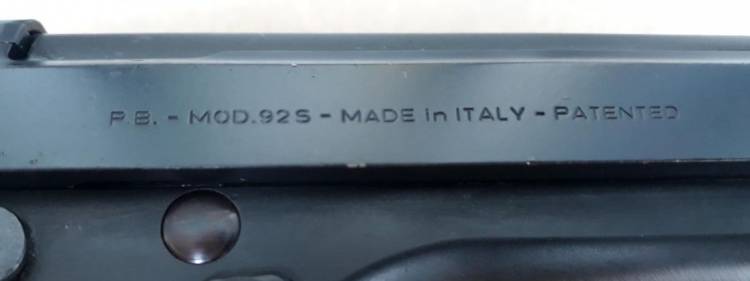 P.B. - MOD.92S - MADE in ITALY - PATENTED